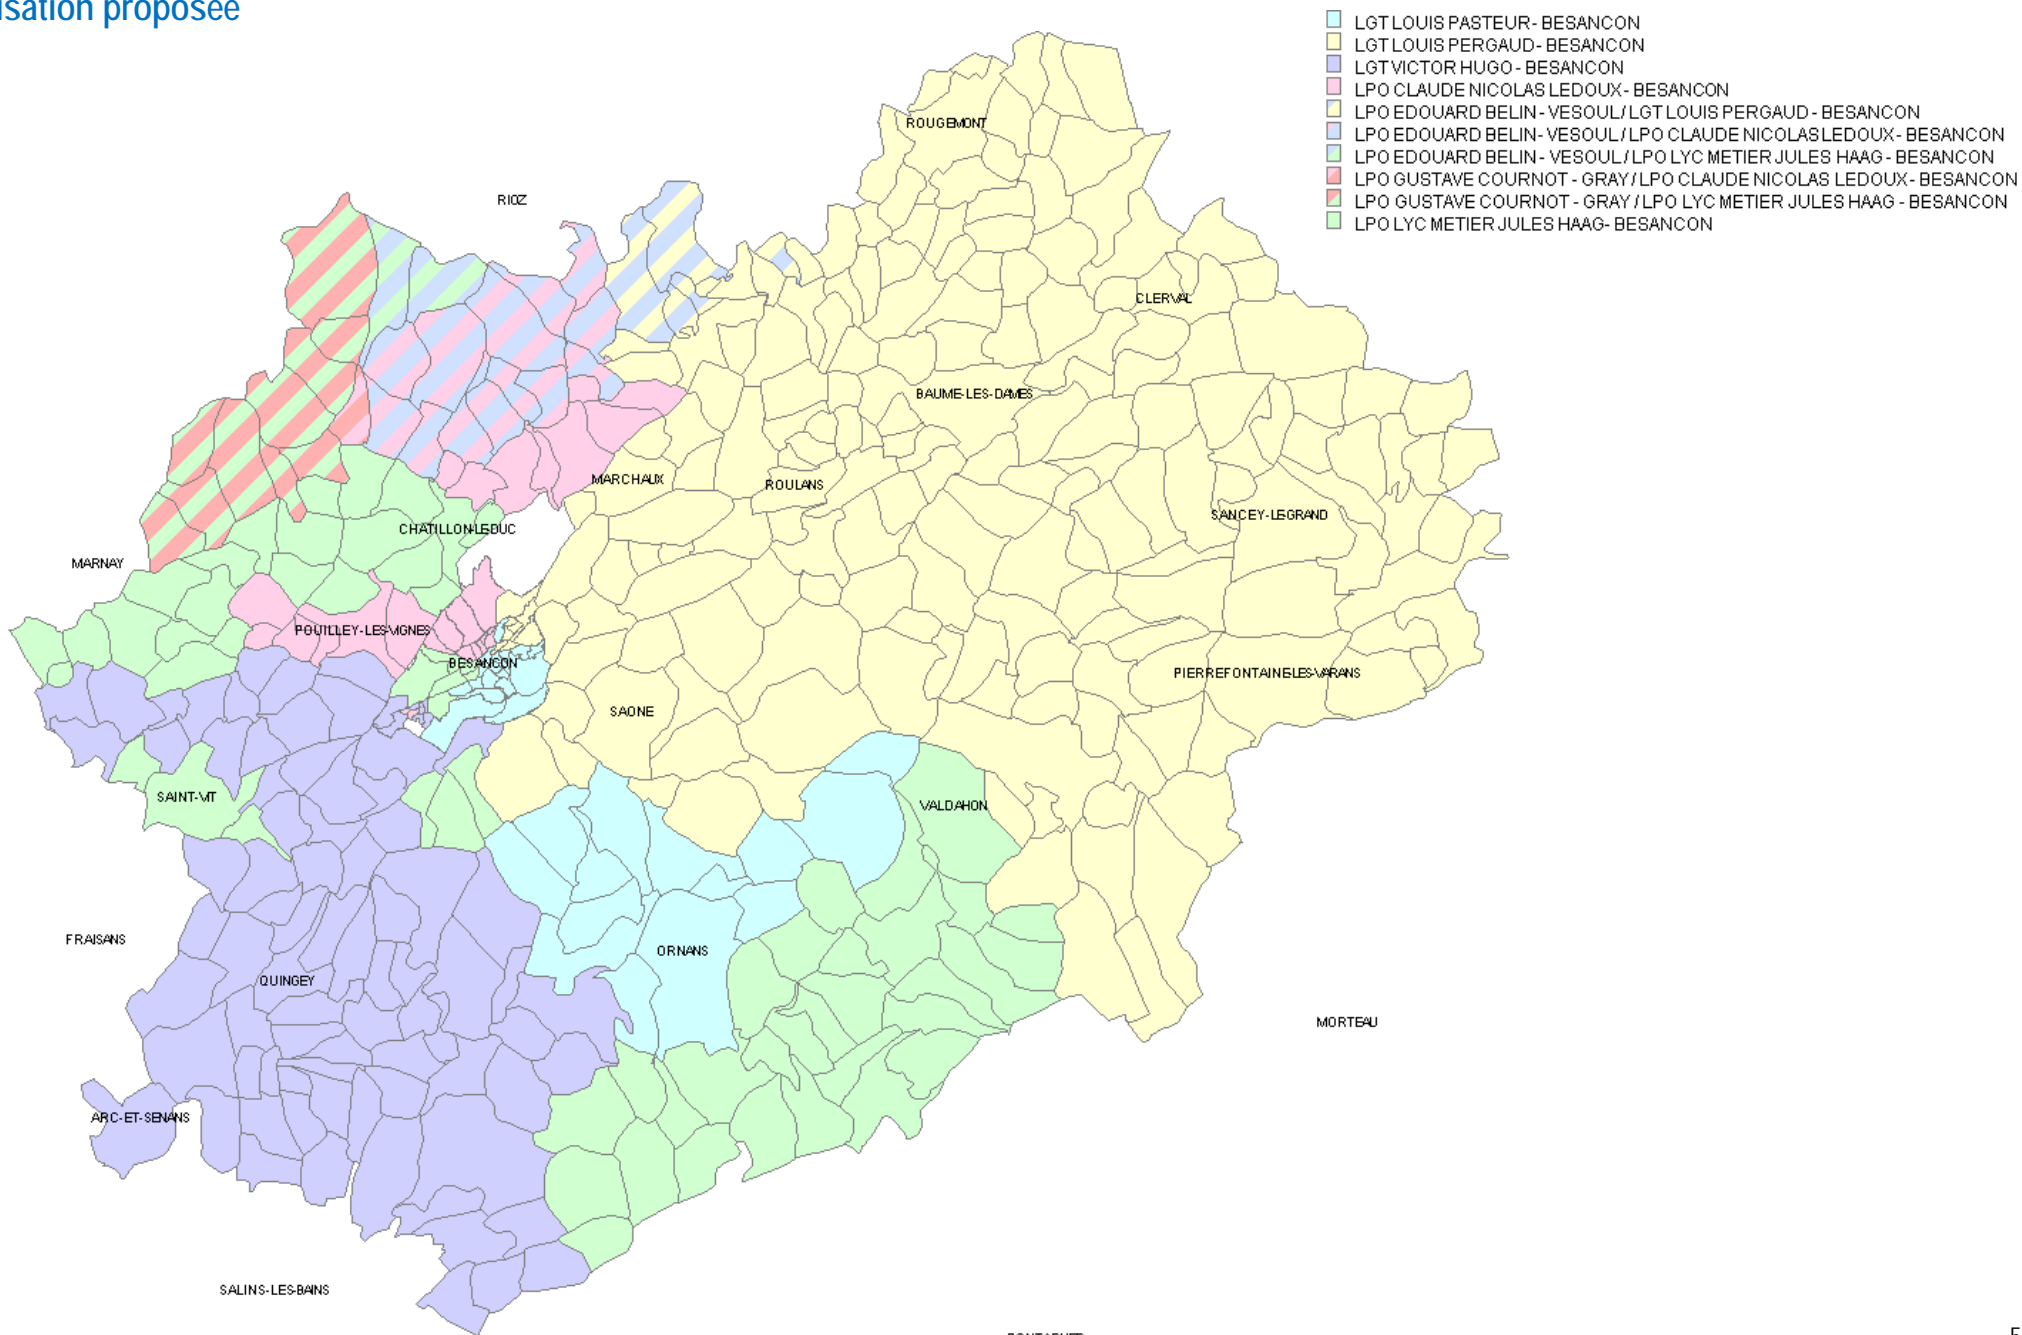 isation proposée
LGT LOUIS PASTEUR- BESANCON
LGT LOUIS PERGAUD- BESANCON
LGT VICTOR HUGO - BESANCON
LPO CLAUDE NICOLAS LEDOUX - BESANCON
LPO EDOUARD BELIN - VESOUL / LGT LOUIS PERGAUD - BESANCON
LPO EDOUARD BELIN - VESOUL / LPO CLAUDE NICOLAS LEDOUX - BESANCON
LPO EDOUARD BELIN - VESOUL / LPO LYC METIER JULES HAAG - BESANCON
LPO GUSTAVE COURNOT - GRAY / LPO CLAUDE NICOLAS LEDOUX - BESANCON
LPO GUSTAVE COURNOT - GRAY / LPO LYC METIER JULES HAAG - BESANCON
LPO LYC METIER JULES HAAG- BESANCON
ROUGEMONT
RIOZ
CLERVAL
BAUME-LES-DAMES
MARCHAUX
ROULANS
SANCEY-LE-GRAND
CHATILLON-LE-DUC
MARNAY
POUILLEY-LES-VIGNES
BESANCON
PIERREFONTAINE-LES-VARANS
SAONE
SAINT-VIT
VALDAHON
FRAISANS
ORNANS
QUINGEY
MORTEAU
ARC-ET-SENANS
SALINS-LES-BAINS